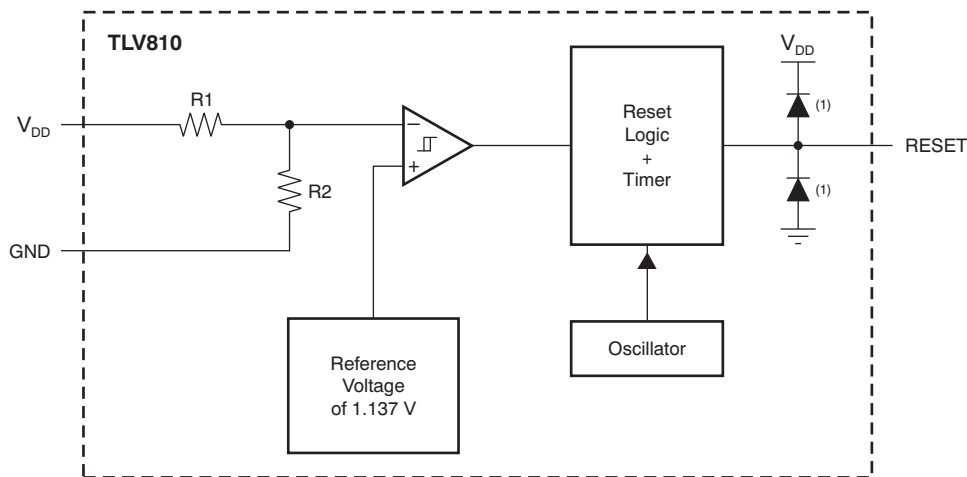 TLV810
V_DD
R1
R2
GND
−
+
Reference
Voltage
of 1.137 V
Reset
Logic
+
Timer
Oscillator
V_DD
(1)
(1)
RESET